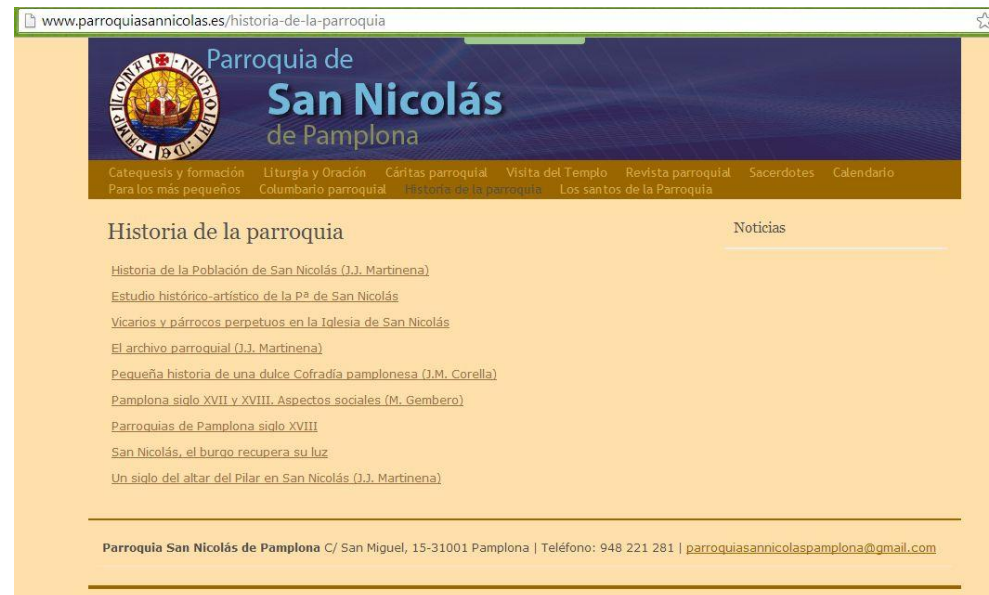 www.parroquiasannicolas.es/historia-de-la-parroquia
Parroquia de
San Nicolás
de Pamplona
Catequesis y formación Liturgia y Oración Cáritas parroquial Visita del Templo Revista parroquial Sacerdotes Calendario
Para los más pequeños Columbario parroquial Historia de la parroquia Los santos de la Parroquia
Historia de la parroquia
Noticias
Historia de la Población de San Nicolás (J.J. Martinena)
Estudio histórico-artístico de la Pª de San Nicolás
Vicarios y párrocos perpetuos en la Iglesia de San Nicolás
El archivo parroquial (J.J. Martinena)
Pequeña historia de una dulce Cofradía pamplonesa (J.M. Corella)
Pamplona siglo XVII y XVIII. Aspectos sociales (M. Gembero)
Parroquias de Pamplona siglo XVIII
San Nicolás, el burgo recupera su luz
Un siglo del altar del Pilar en San Nicolás (J.J. Martinena)
Parroquia San Nicolás de Pamplona C/ San Miguel, 15-31001 Pamplona | Teléfono: 948 221 281 | parroquiasannicolaspamplona@gmail.com